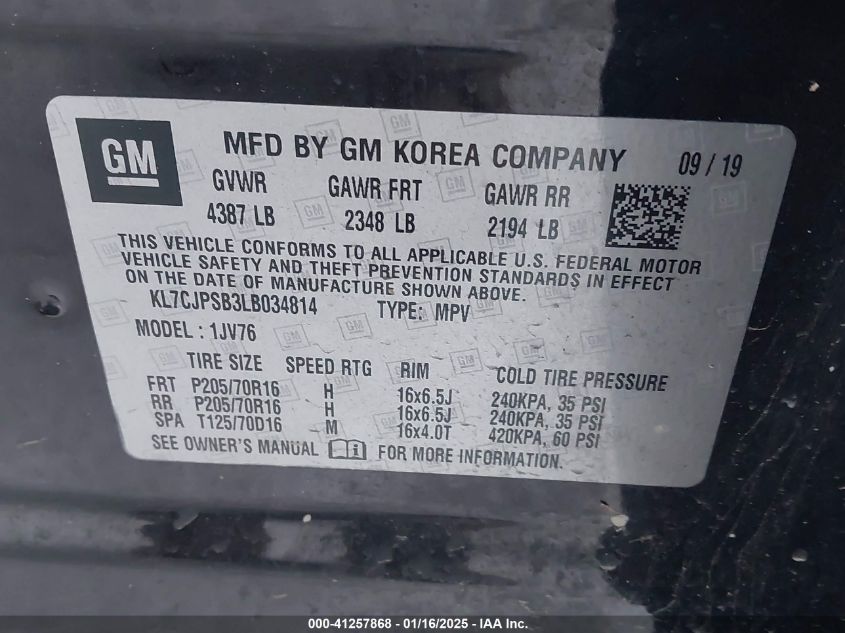 GM
MFD BY GM KOREA COMPANY 09 / 19
GVWR GAWR FRT GAWR RR
4387 LB 2348 LB 2194 LB
THIS VEHICLE CONFORMS TO ALL APPLICABLE U.S. FEDERAL MOTOR
VEHICLE SAFETY AND THEFT PREVENTION STANDARDS IN EFFECT
ON THE DATE OF MANUFACTURE SHOWN ABOVE.
KL7CJPSB3LB034814 TYPE: MPV
MODEL : 1JV76
TIRE SIZE SPEED RTG RIM COLD TIRE PRESSURE
FRT P205/70R16 H 16x6.5J 240KPA, 35 PSI
RR P205/70R16 H 16x6.5J 240KPA, 35 PSI
SPA T125/70D16 M 16x4.0T 420KPA, 60 PSI
SEE OWNER'S MANUAL FOR MORE INFORMATION.
000-41257868 - 01/16/2025 - IAA Inc.